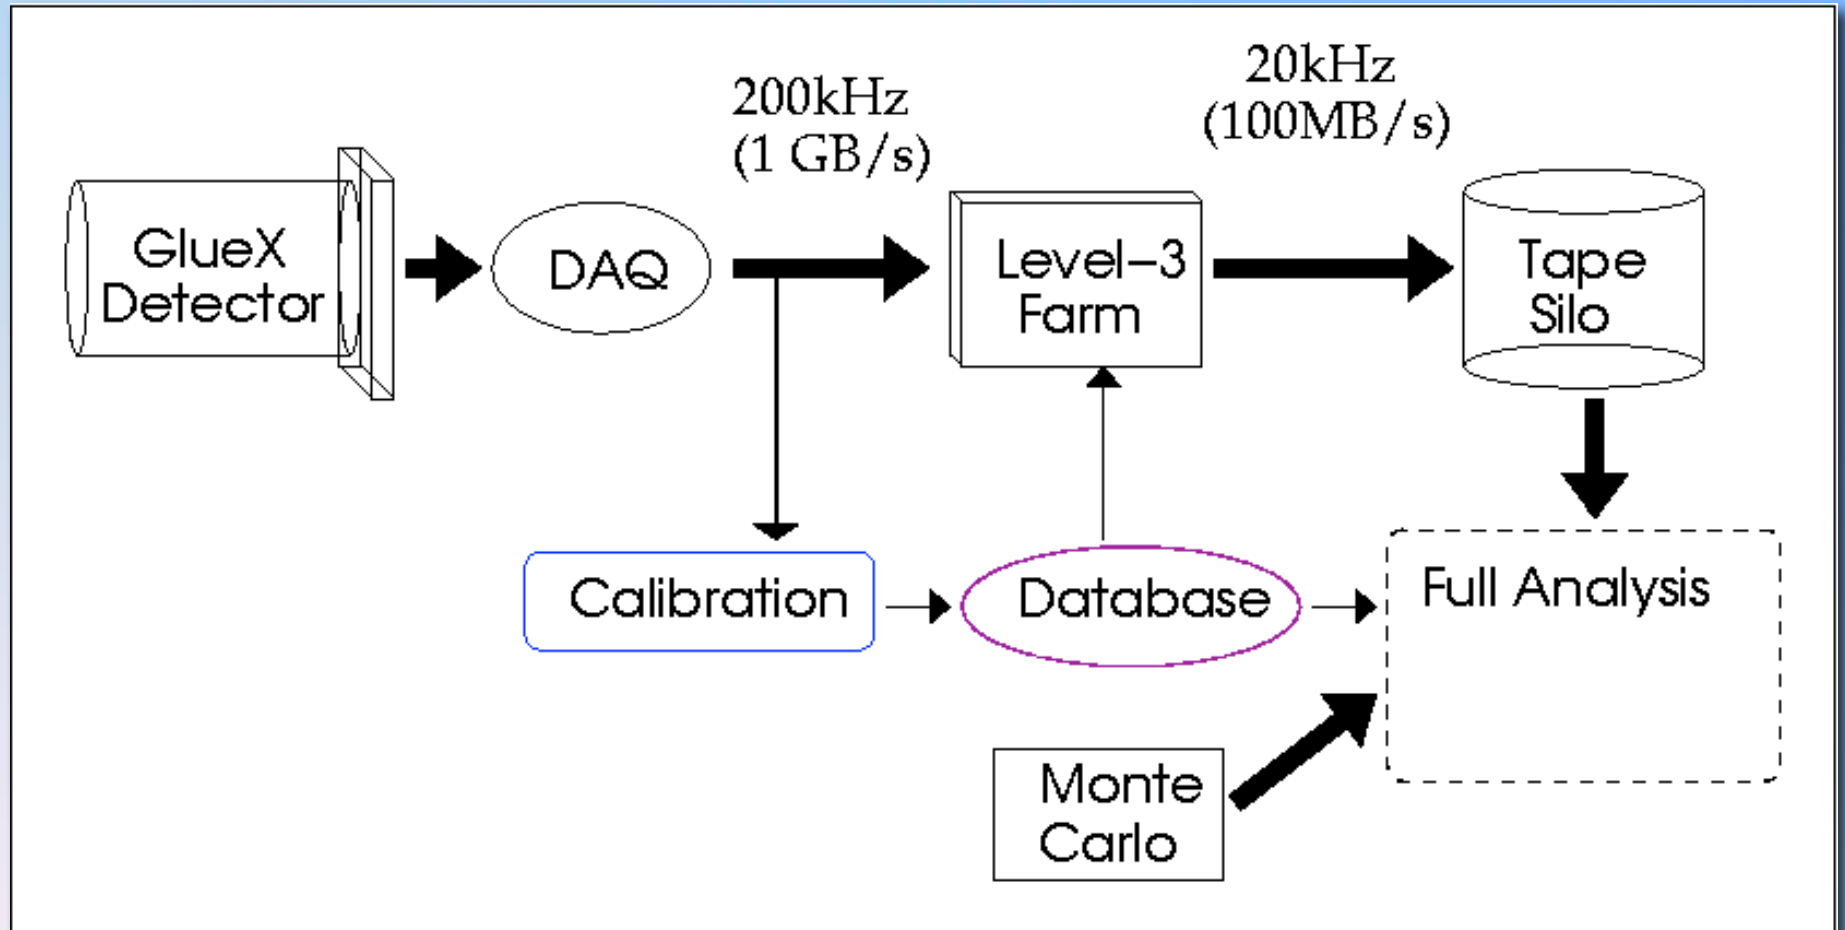 200kHz
(1 GB/s)
20kHz
(100MB/s)
GlueX
Detector
DAQ
Level-3
Farm
Tape
Silo
Calibration
Database
Full Analysis
Monte
Carlo